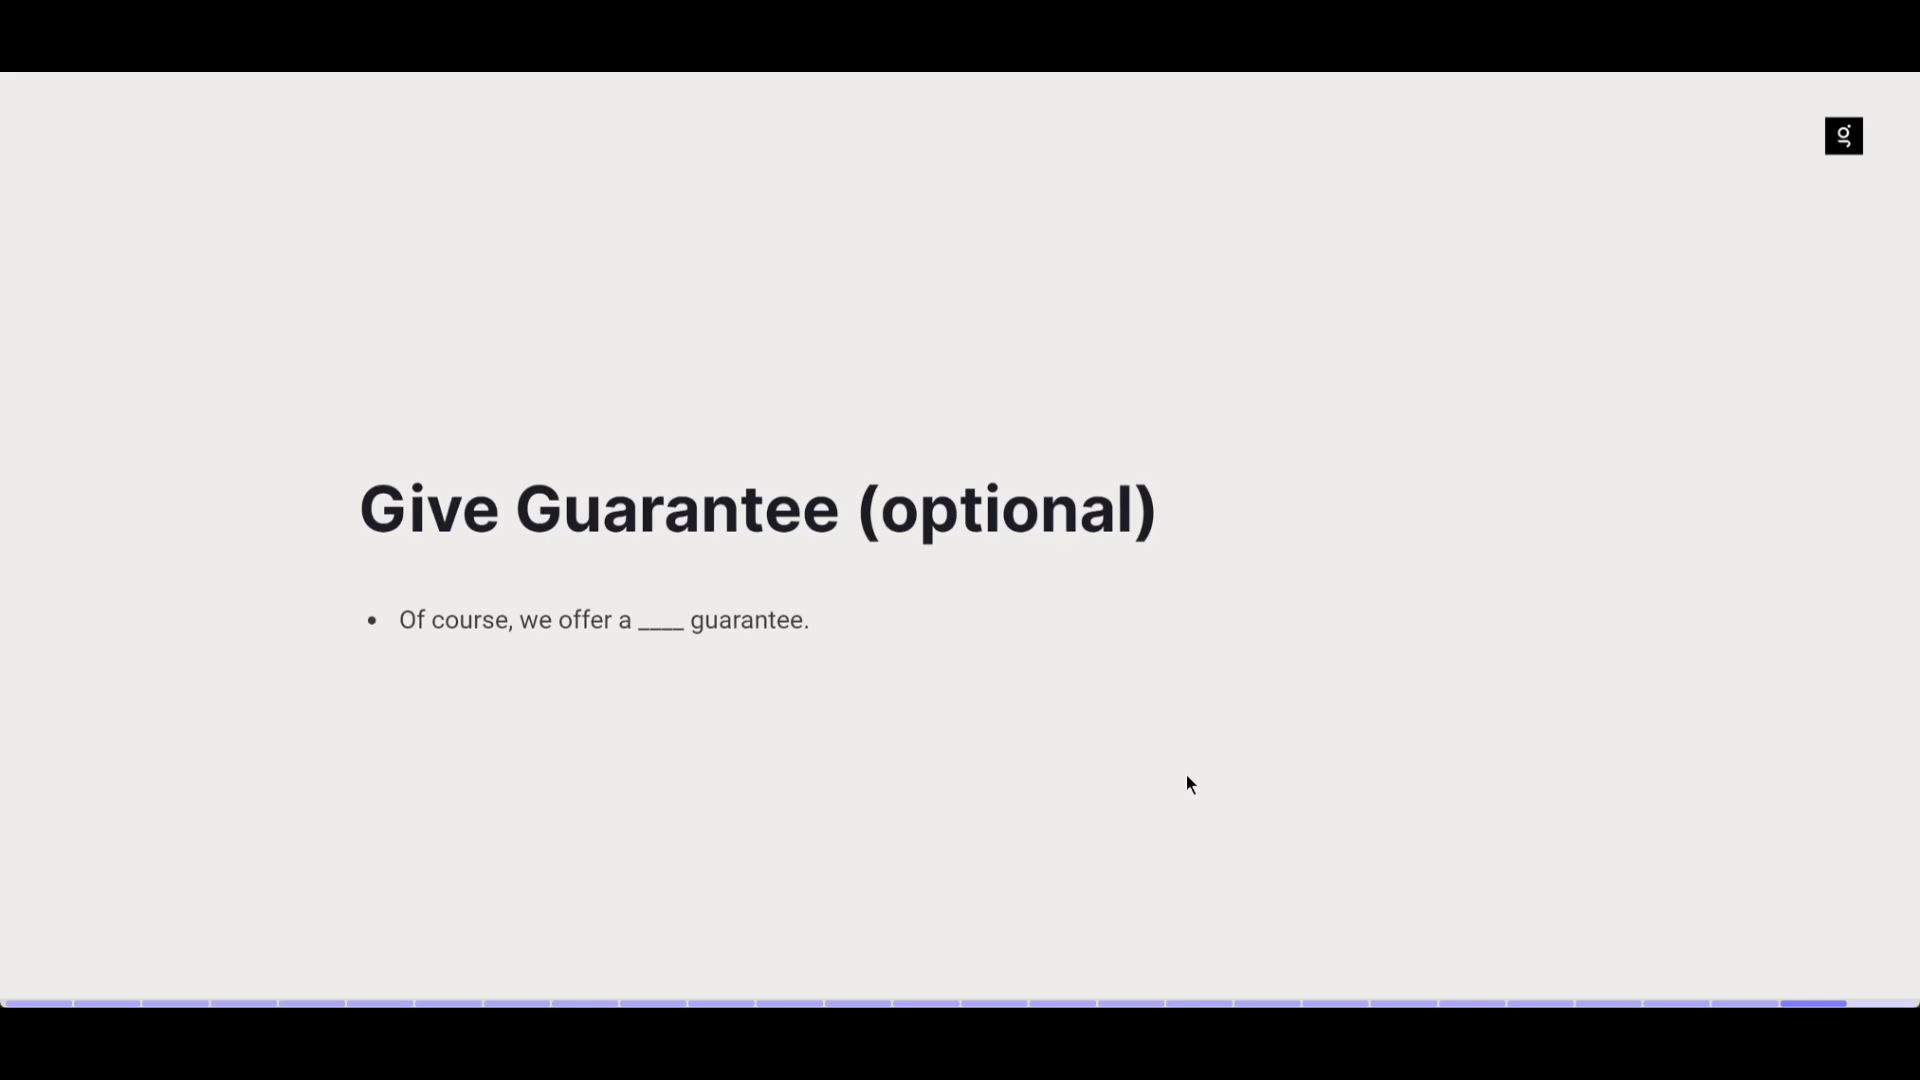 g.
Give Guarantee (optional)
• Of course, we offer a ____ guarantee.